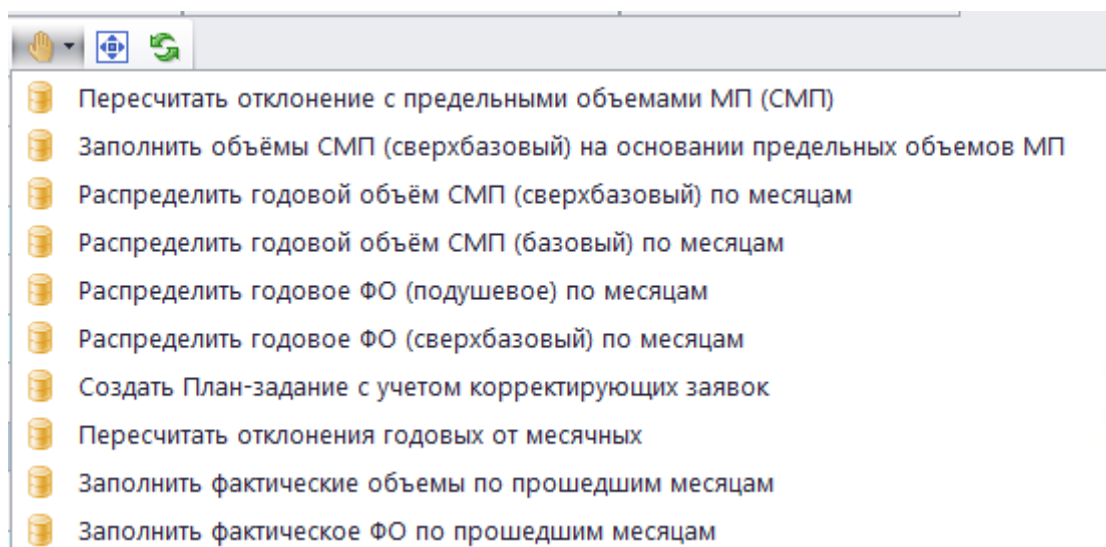 Пересчитать отклонение с предельными объемами МП (СМП)
Заполнить объёмы СМП (сверхбазовый) на основании предельных объемов МП
Распределить годовой объём СМП (сверхбазовый) по месяцам
Распределить годовой объём СМП (базовый) по месяцам
Распределить годовое ФО (подушевое) по месяцам
Распределить годовое ФО (сверхбазовый) по месяцам
Создать План-задание с учетом корректирующих заявок
Пересчитать отклонения годовых от месячных
Заполнить фактические объемы по прошедшим месяцам
Заполнить фактическое ФО по прошедшим месяцам